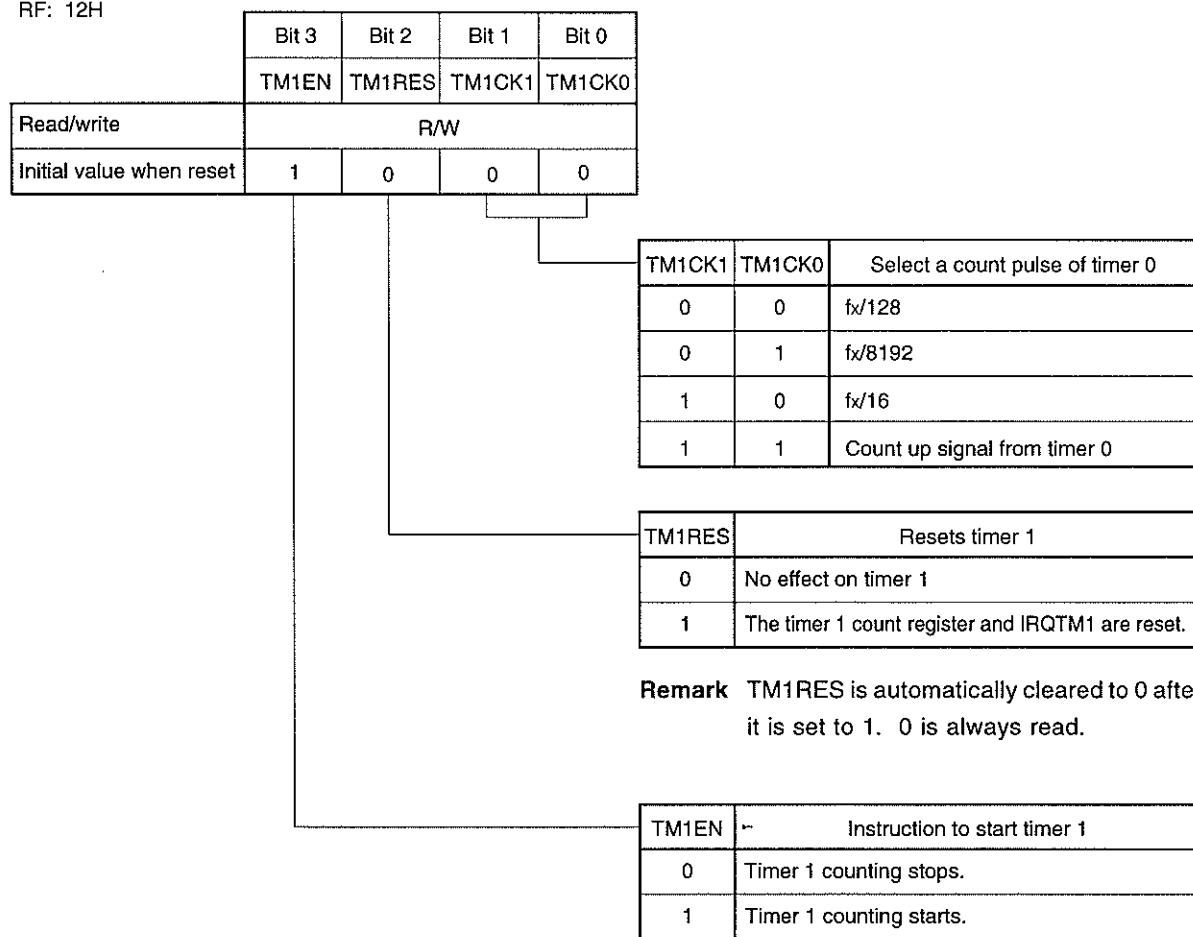 RF: 12H
Bit 3 Bit 2 Bit 1 Bit 0
TM1EN TM1RES TM1CK1 TM1CK0
Read/write R/W
Initial value when reset 1 0 0 0
TM1CK1 TM1CK0 Select a count pulse of timer 0
0 0 fx/128
0 1 fx/8192
1 0 fx/16
1 1 Count up signal from timer 0
TM1RES Resets timer 1
0 No effect on timer 1
1 The timer 1 count register and IRQTM1 are reset.
Remark TM1RES is automatically cleared to 0 afte
it is set to 1. 0 is always read.
TM1EN Instruction to start timer 1
0 Timer 1 counting stops.
1 Timer 1 counting starts.